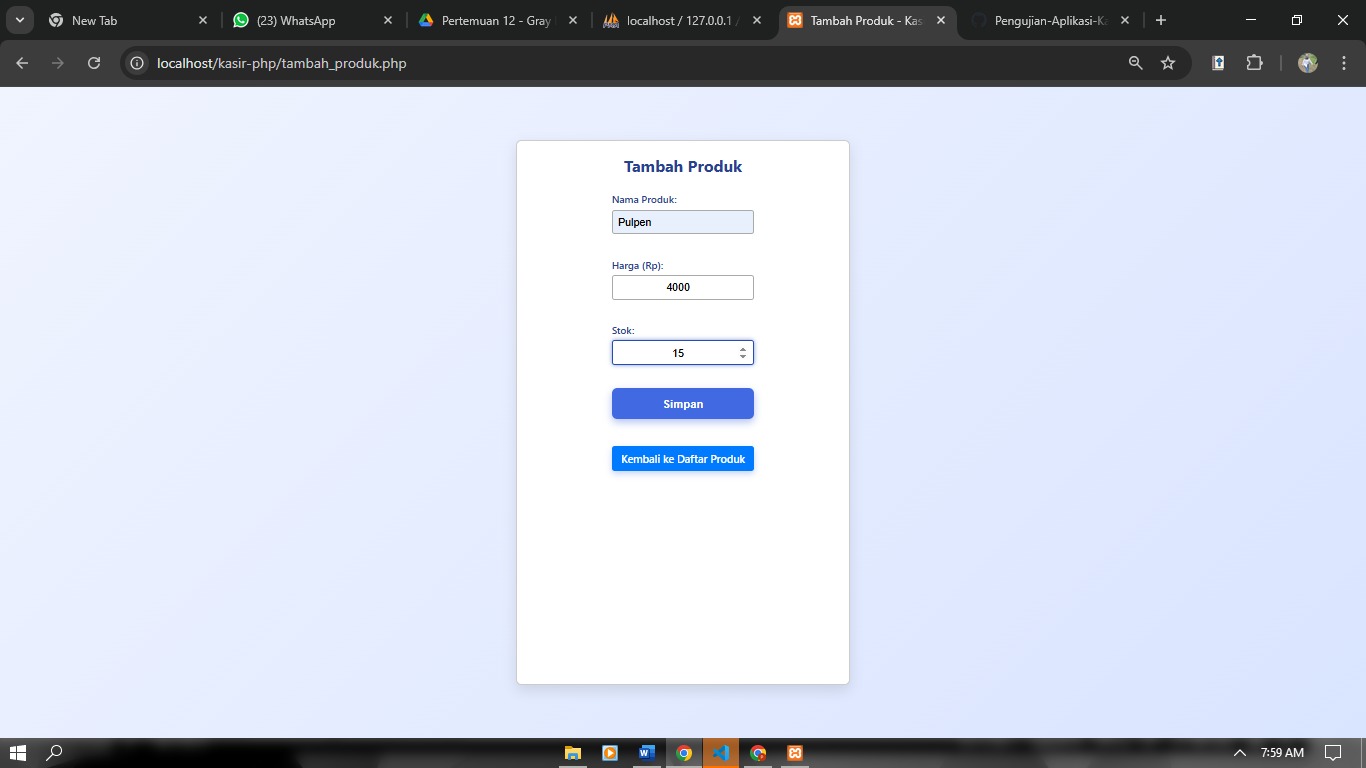 New Tab
(23) WhatsApp
Pertemuan 12 - Gray
localhost / 127.0.0.1 /
Tambah Produk - Kas
Pengujian-Aplikasi-Ka
localhost/kasir-php/tambah_produk.php
Tambah Produk
Nama Produk:
Pulpen
Harga (Rp):
4000
Stok:
15
Simpan
Kembali ke Daftar Produk
7:59 AM